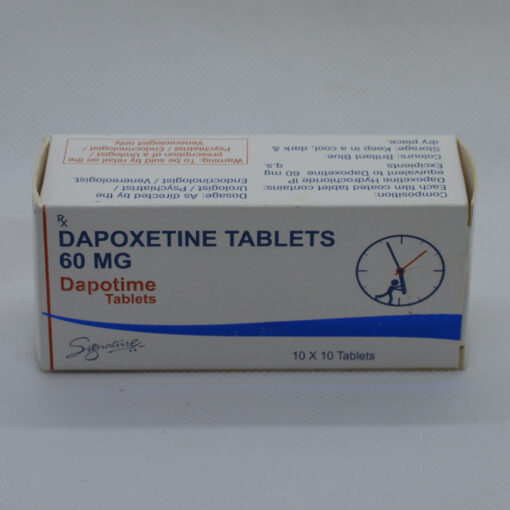 Composition:
Each film coated tablet contains:
Dapoxetine Hydrochloride IP
equivalent to Dapoxetine 60 mg
Excipients q.s.
Colours: Brilliant Blue.
Storage: Keep in a cool, dark &
dry place.
Dosage: As directed by the
Urologist / Psychiatrist /
Endocrinologist / Venereologist.
Warning: To be sold by retail on the
prescription of a Urologist /
Psychiatrist / Endocrinologist /
Venereologist only.
Rx
DAPOXETINE TABLETS
60 MG
Dapotime
Tablets
Signature
10 X 10 Tablets